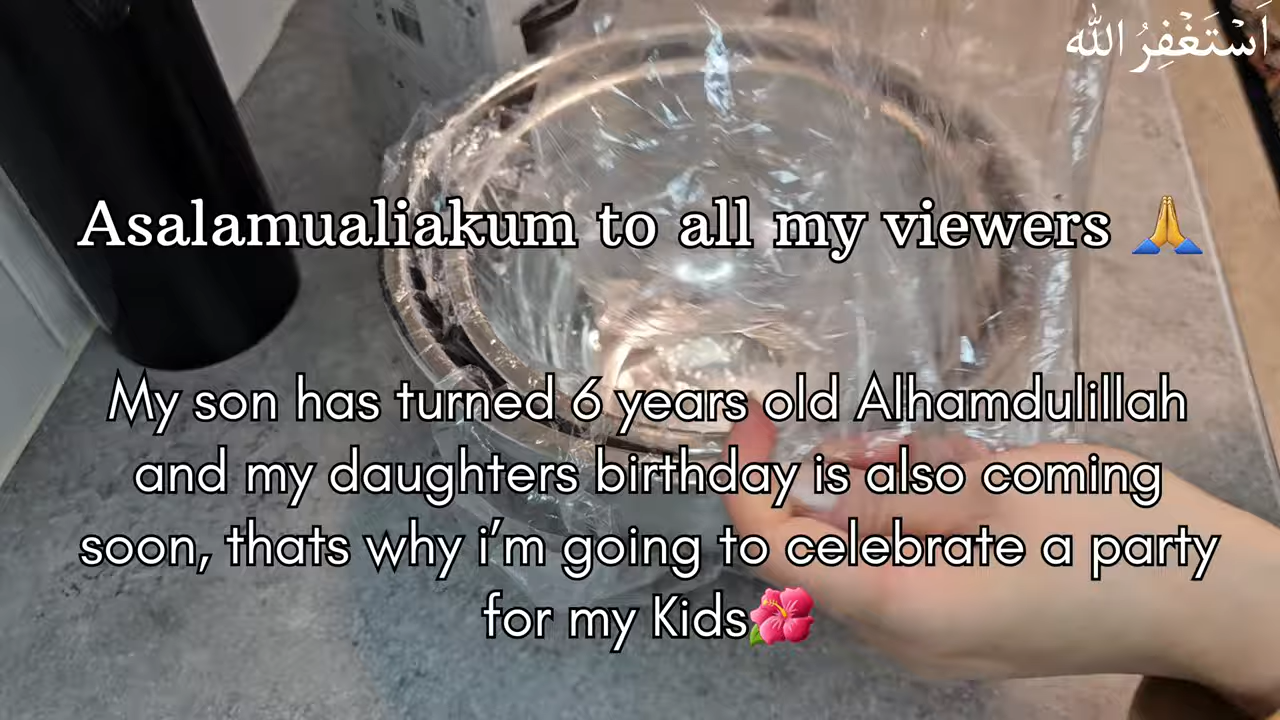 اَسْتَغْفِرُ اللّٰه
Asalamualiakum to all my viewers 🙏
My son has turned 6 years old Alhamdulillah
and my daughters birthday is also coming
soon, thats why i'm going to celebrate a party
for my Kids🌺